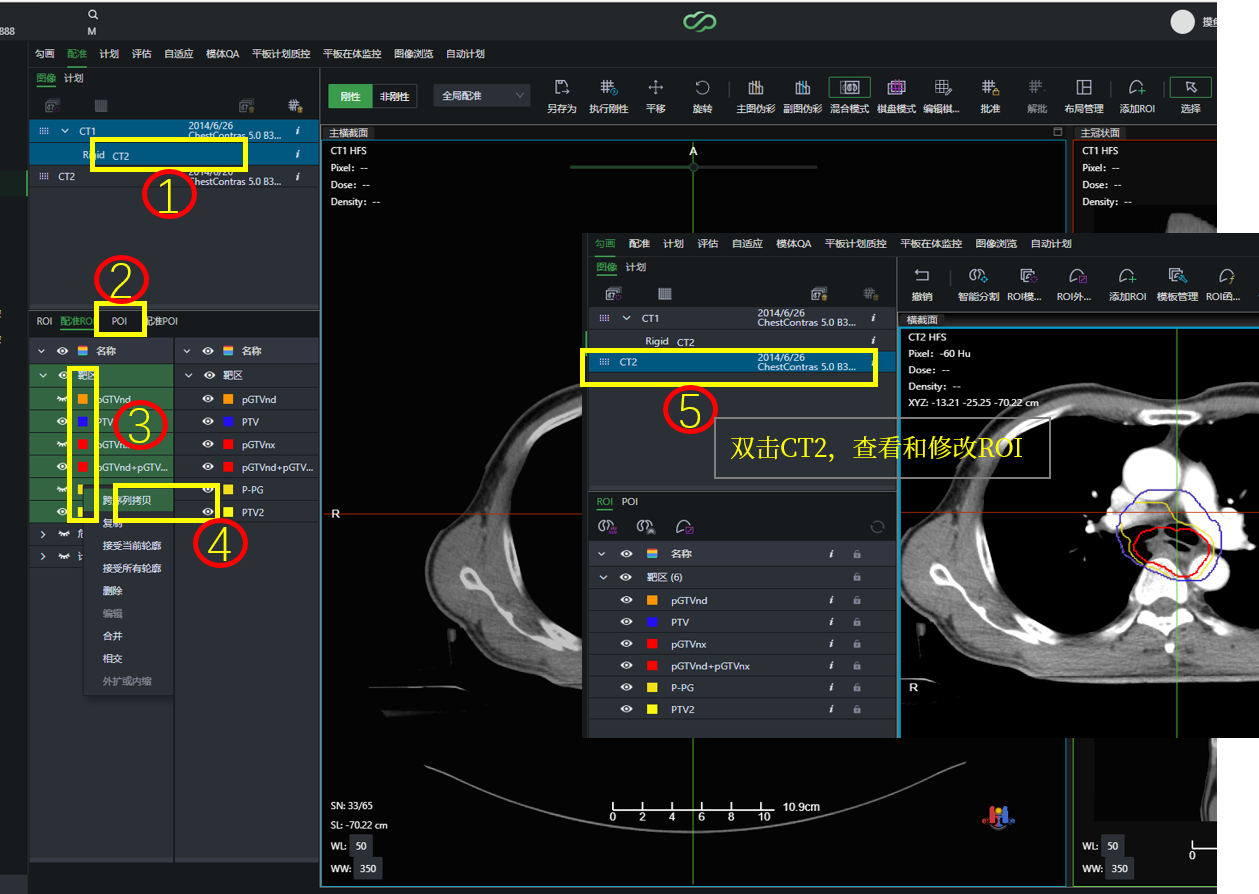 888
M
勾画 配准 计划 评估 自适应 模体QA 平板计划质控 平板在体监控 图像浏览 自动计划
图像 计划
刚性 非刚性 全局配准
另存为 执行刚性 平移 旋转 主图伪彩 副图伪彩 混合模式 棋盘模式 编辑棋... 批准 解批 布局管理 添加ROI 选择
CT1 2014/6/26
ChestContras 5.0 B3... i
Rigid CT2 i
CT2 2014/6/26
ChestContras 5.0 B3... i
①
②
ROI 配准ROI POI 配准POI
名称 名称
靶区 靶区
pGTVnd pGTVnd
PTV PTV
pGTVnx pGTVnx
pGTVnd+pGTV... pGTVnd+pGTV...
P-PG
PTV2
③
④
跨序列拷贝
复制
接受当前轮廓
接受所有轮廓
删除
编辑
合并
相交
外扩或内缩
主横截面
CT1 HFS
Pixel: --
Dose: --
Density: --
A
R
SN: 33/65
SL: -70.22 cm
WL: 50
WW: 350
0 2 4 6 8 10 10.9cm
主冠状面
CT1 HFS
Pixel: --
Dose: --
Density: --
WL: 50
WW: 350
0
勾画 配准 计划 评估 自适应 模体QA 平板计划质控 平板在体监控 图像浏览 自动计划
图像 计划
撤销 智能分割 ROI模... ROI外... 添加ROI 模板管理 ROI函...
CT1 2014/6/26
ChestContras 5.0 B3... i
Rigid CT2 i
CT2 2014/6/26
ChestContras 5.0 B3...
⑤
双击CT2，查看和修改ROI
ROI POI
名称 i
靶区 (6)
pGTVnd i
PTV i
pGTVnx i
pGTVnd+pGTVnx i
P-PG i
PTV2 i
横截面
CT2 HFS
Pixel: -60 Hu
Dose: --
Density: --
XYZ: -13.21 -25.25 -70.22 cm
R